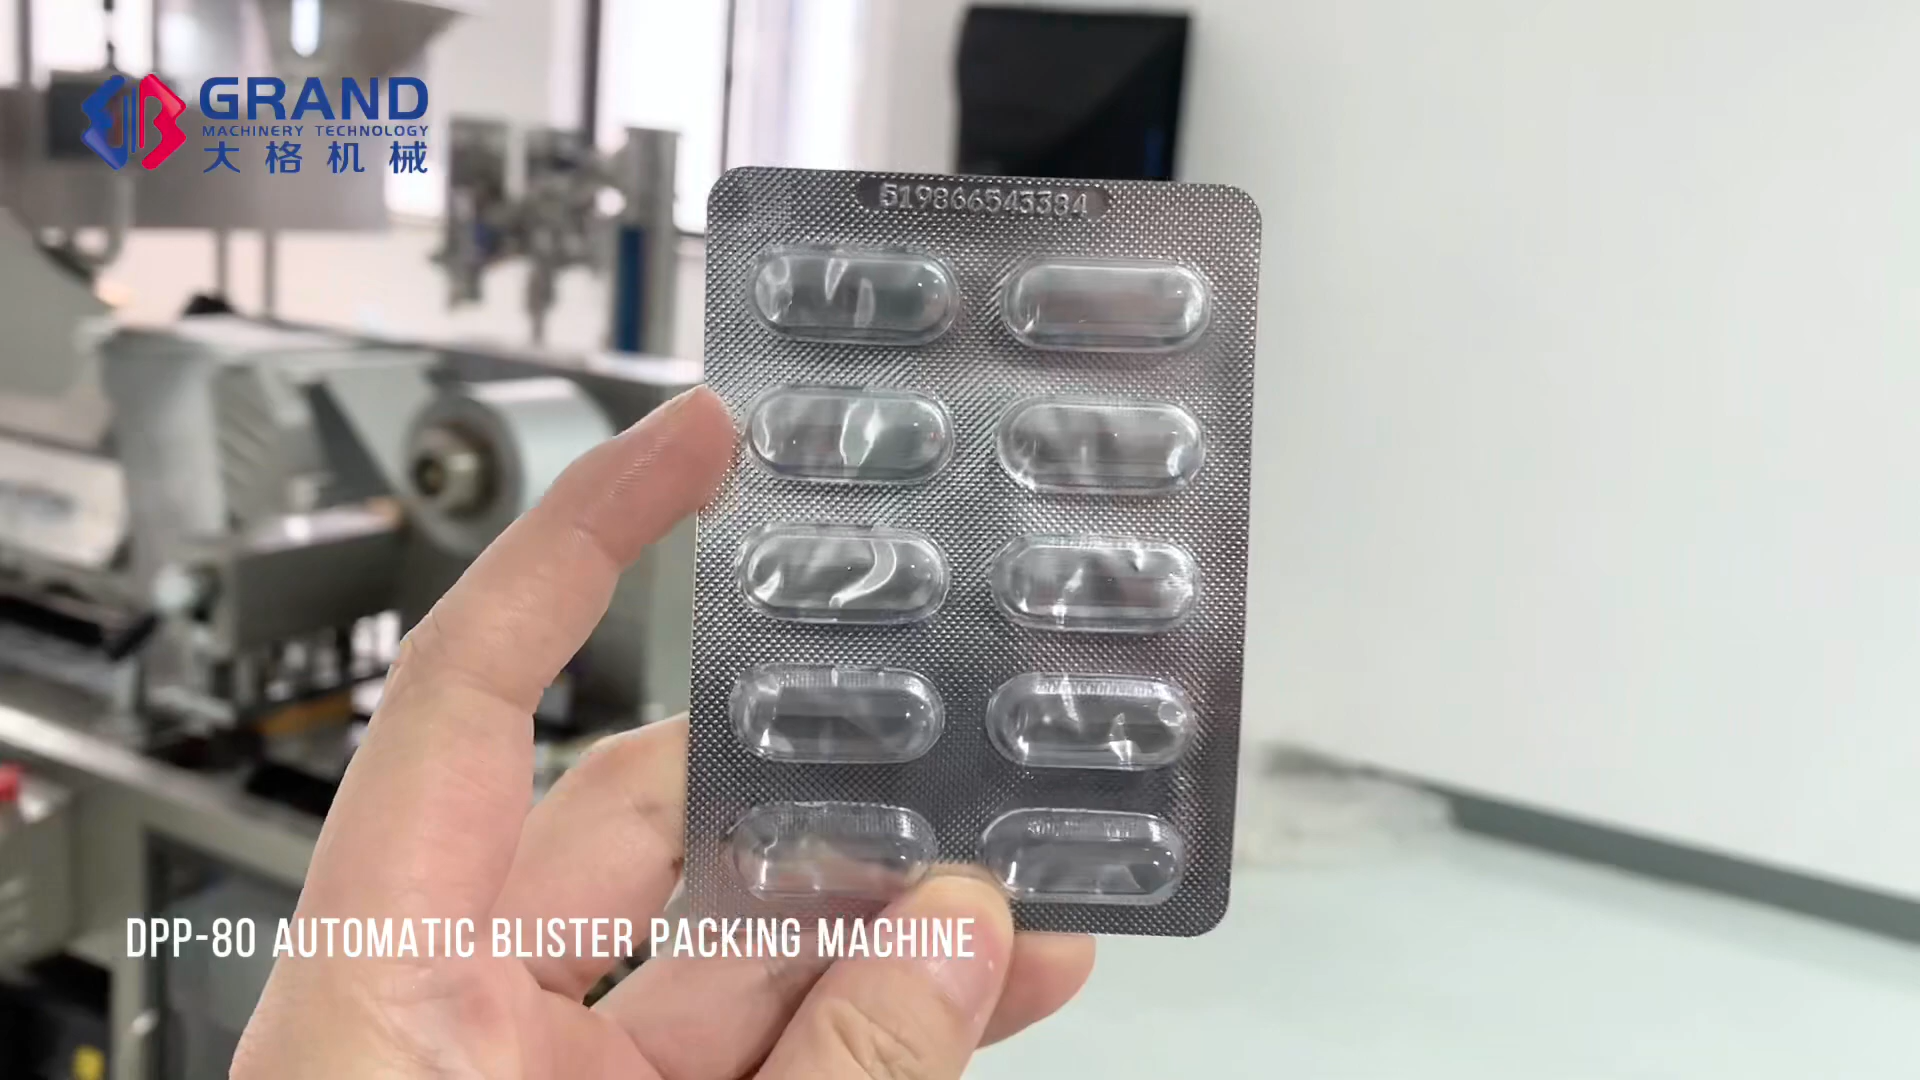 GRAND
MACHINERY TECHNOLOGY
大格机械
519866543384
DPP-80 AUTOMATIC BLISTER PACKING MACHINE